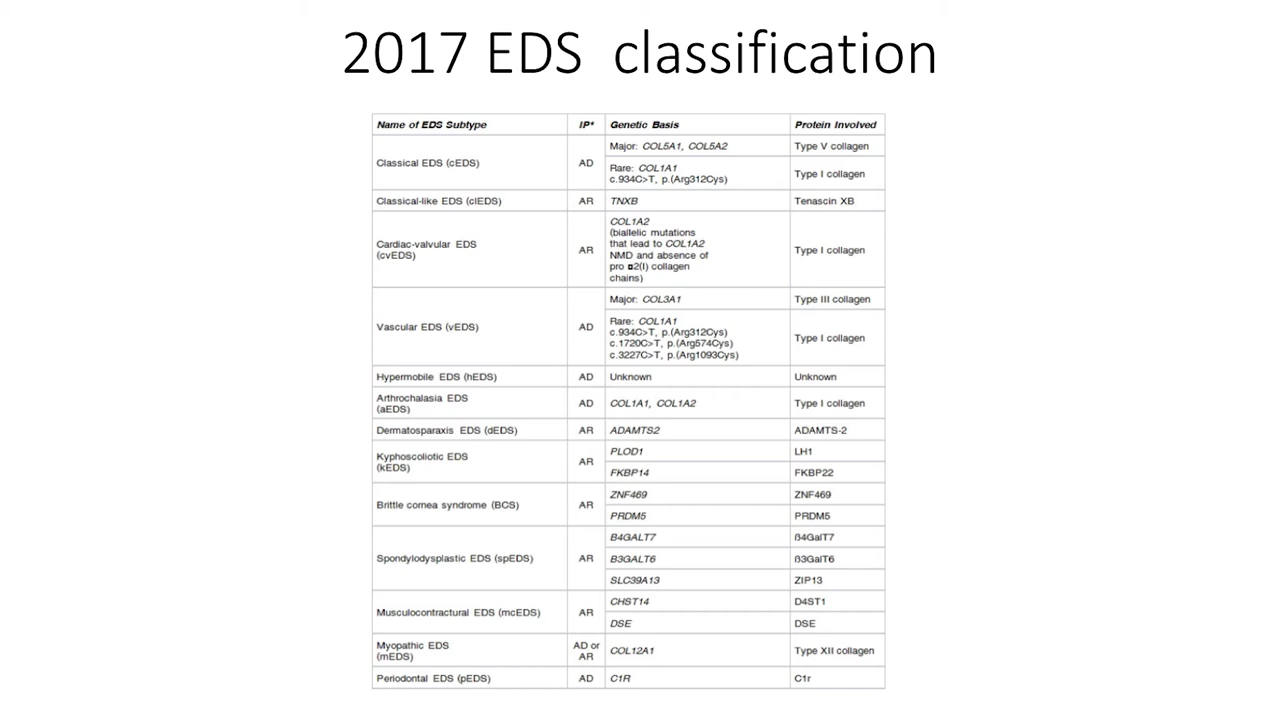 2017 EDS classification
Name of EDS Subtype IP* Genetic Basis Protein Involved
Classical EDS (cEDS) AD Major: COL5A1, COL5A2 Type V collagen
Rare: COL1A1
c.934C>T, p.(Arg312Cys) Type I collagen
Classical-like EDS (clEDS) AR TNXB Tenascin XB
Cardiac-valvular EDS
(cvEDS) AR COL1A2
(biallelic mutations
that lead to COL1A2
NMD and absence of
pro 2(I) collagen
chains) Type I collagen
Vascular EDS (vEDS) AD Major: COL3A1 Type III collagen
Rare: COL1A1
c.934C>T, p.(Arg312Cys)
c.1720C>T, p.(Arg574Cys)
c.3227C>T, p.(Arg1093Cys) Type I collagen
Hypermobile EDS (hEDS) AD Unknown Unknown
Arthrochalasia EDS
(aEDS) AD COL1A1, COL1A2 Type I collagen
Dermatosparaxis EDS (dEDS) AR ADAMTS2 ADAMTS-2
Kyphoscoliotic EDS
(kEDS) AR PLOD1 LH1
FKBP14 FKBP22
Brittle cornea syndrome (BCS) AR ZNF469 ZNF469
PRDM5 PRDM5
Spondylodysplastic EDS (spEDS) AR B4GALT7 ß4GalT7
B3GALT6 ß3GalT6
SLC39A13 ZIP13
Musculocontractural EDS (mcEDS) AR CHST14 D4ST1
DSE DSE
Myopathic EDS
(mEDS) AD or
AR COL12A1 Type XII collagen
Periodontal EDS (pEDS) AD C1R C1r